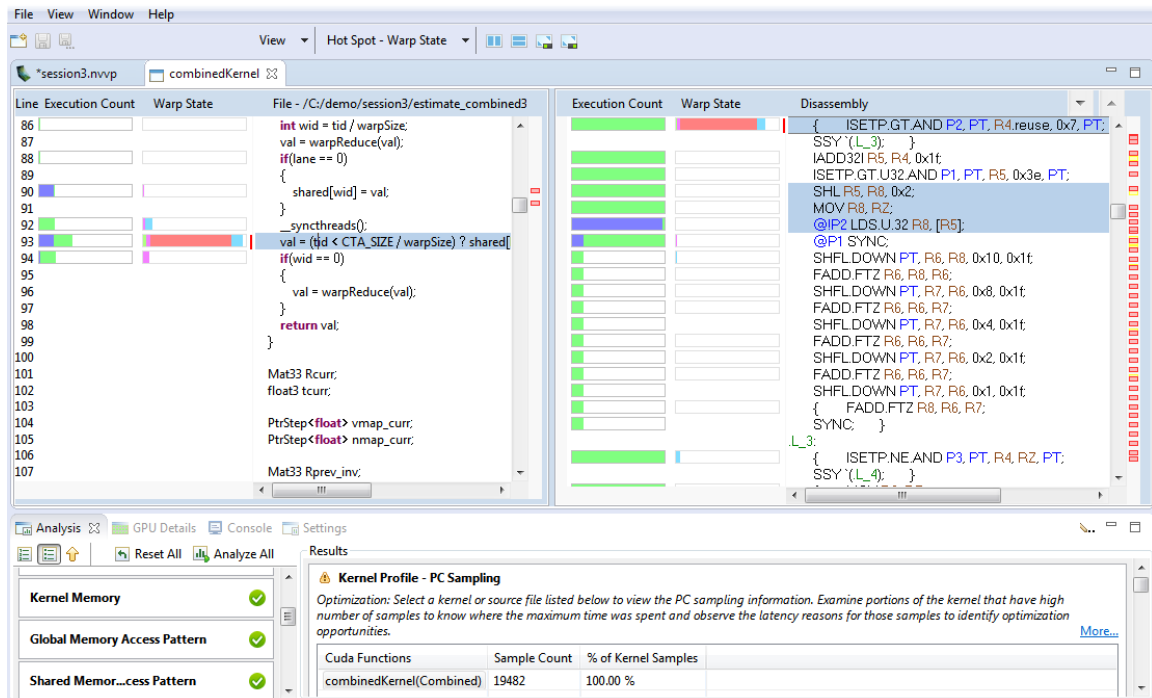 File View Window Help
View Hot Spot - Warp State
*session3.nvvp combinedKernel
Line Execution Count Warp State File - /C:/demo/session3/estimate_combined3
86 int wid = tid / warpSize;
87 val = warpReduce(val);
88 if(lane == 0)
89 {
90 shared[wid] = val;
91 }
92 __syncthreads();
93 val = (tid < CTA_SIZE / warpSize) ? shared[
94 if(wid == 0)
95 {
96 val = warpReduce(val);
97 }
98 return val;
99 }
100
101 Mat33 Rcurr;
102 float3 tcurr;
103
104 PtrStep<float> vmap_curr;
105 PtrStep<float> nmap_curr;
106
107 Mat33 Rprev_inv;
Execution Count Warp State Disassembly
{ ISETP.GT.AND P2, PT, R4.reuse, 0x7, PT;
SSY `(.L_3); }
IADD32I R5, R4, 0x1f;
ISETP.GT.U32.AND P1, PT, R5, 0x3e, PT;
SHL R5, R8, 0x2;
MOV R8, RZ;
@!P2 LDS.U.32 R8, [R5];
@P1 SYNC;
SHFL.DOWN PT, R6, R8, 0x10, 0x1f;
FADD.FTZ R8, R8, R6;
SHFL.DOWN PT, R7, R6, 0x8, 0x1f;
FADD.FTZ R6, R6, R7;
SHFL.DOWN PT, R7, R6, 0x4, 0x1f;
FADD.FTZ R6, R6, R7;
SHFL.DOWN PT, R7, R6, 0x2, 0x1f;
FADD.FTZ R6, R6, R7;
SHFL.DOWN PT, R7, R6, 0x1, 0x1f;
{ FADD.FTZ R8, R6, R7;
SYNC; }
.L_3:
{ ISETP.NE.AND P3, PT, R4, RZ, PT;
SSY `(.L_4); }
Analysis GPU Details Console Settings
Reset All Analyze All
Kernel Memory
Global Memory Access Pattern
Shared Memor...cess Pattern
Results
Kernel Profile - PC Sampling
Optimization: Select a kernel or source file listed below to view the PC sampling information. Examine portions of the kernel that have high
number of samples to know where the maximum time was spent and observe the latency reasons for those samples to identify optimization
opportunities.
More...
Cuda Functions Sample Count % of Kernel Samples
combinedKernel(Combined) 19482 100.00 %